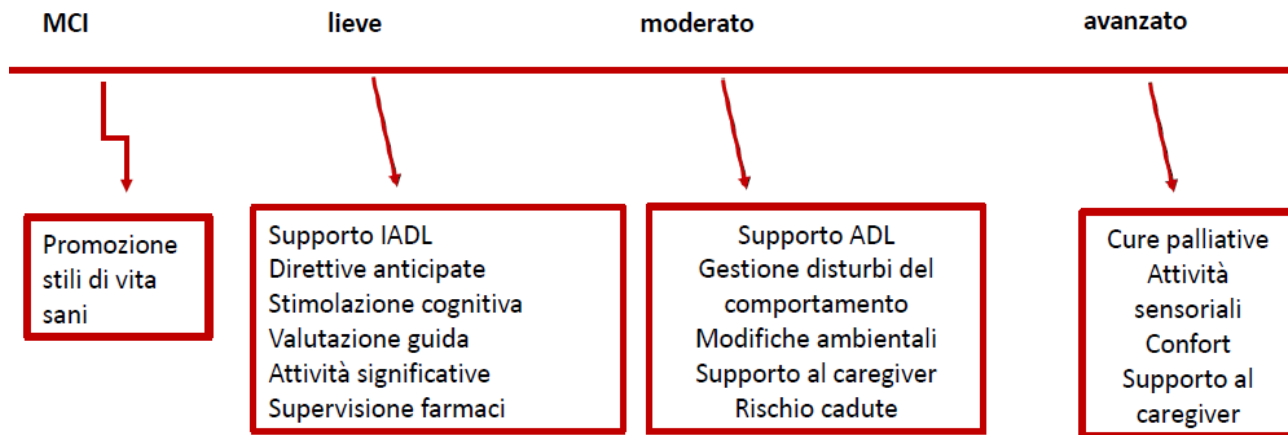 MCI
lieve
moderato
avanzato
Promozione
stili di vita
sani
Supporto IADL
Direttive anticipate
Stimolazione cognitiva
Valutazione guida
Attività significative
Supervisione farmaci
Supporto ADL
Gestione disturbi del
comportamento
Modifiche ambientali
Supporto al caregiver
Rischio cadute
Cure palliative
Attività
sensoriali
Confort
Supporto al
caregiver